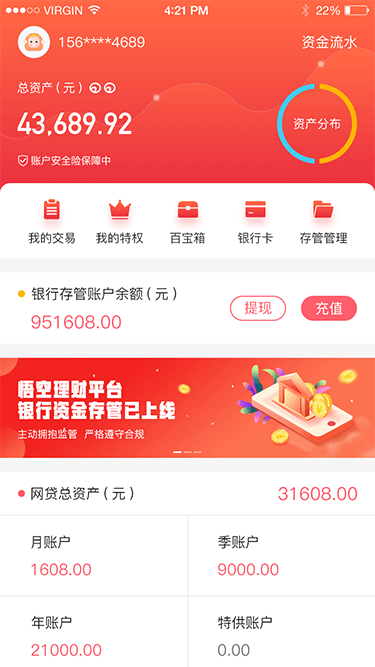 VIRGIN 4:21 PM 22%
156****4689 资金流水
总资产(元)
43,689.92
资产分布
账户安全险保障中
我的交易 我的特权 百宝箱 银行卡 存管管理
银行存管账户余额(元)
951608.00 提现 充值
悟空理财平台
银行资金存管已上线
主动拥抱监管 严格遵守合规
网贷总资产(元) 31608.00
月账户 季账户
1608.00 9000.00
年账户 特供账户
21000.00 0.00